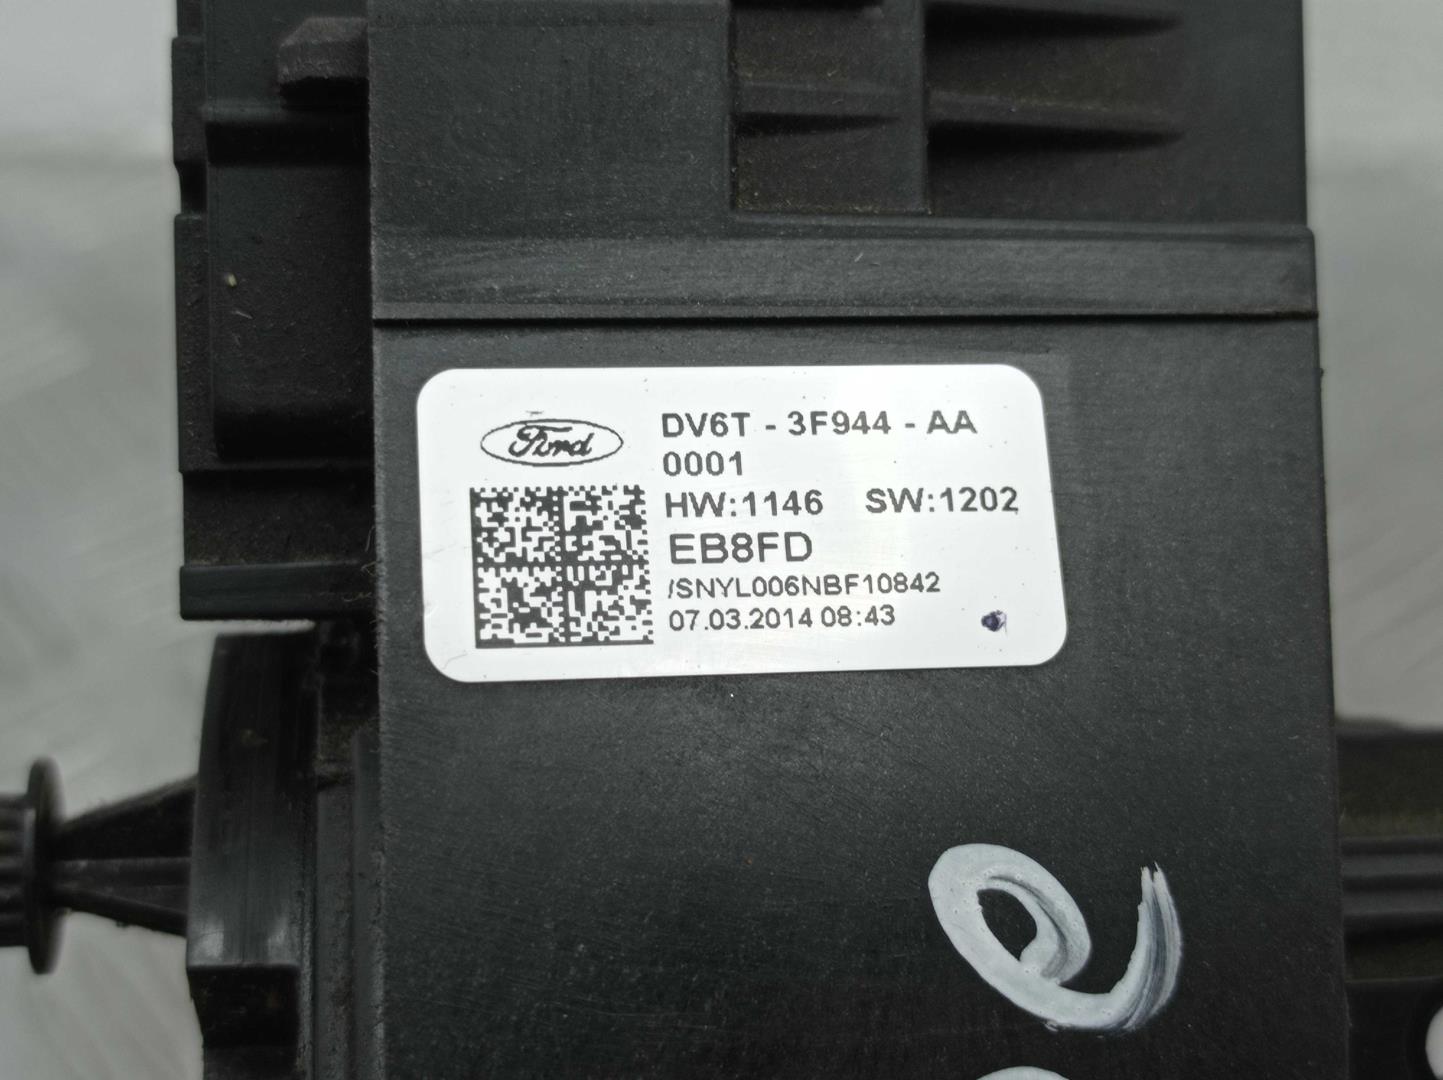 Ford
DV6T - 3F944 - AA
0001
HW:1146 SW:1202
EB8FD
/SNYL006NBF10842
07.03.2014 08:43